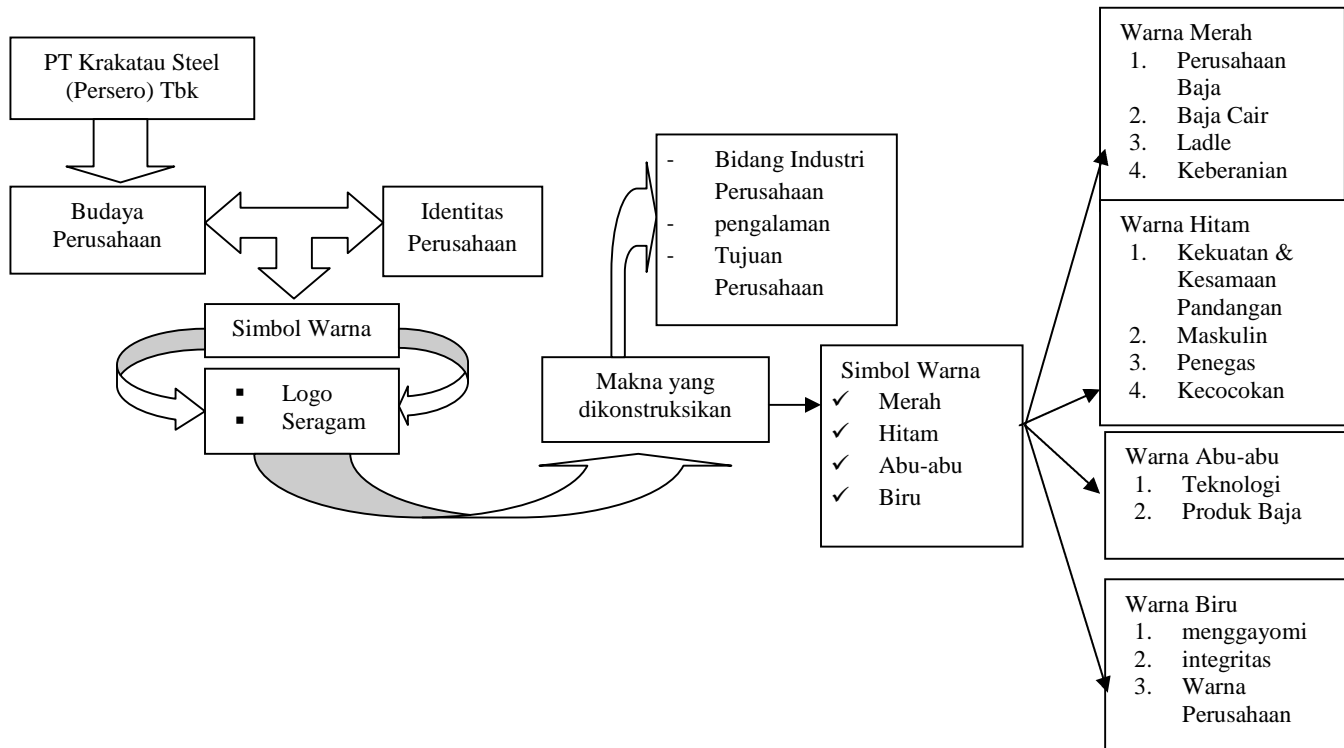 PT Krakatau Steel
(Persero) Tbk
Budaya
Perusahaan
Identitas
Perusahaan
Simbol Warna
▪ Logo
▪ Seragam
- Bidang Industri
Perusahaan
- pengalaman
- Tujuan
Perusahaan
Makna yang
dikonstruksikan
Simbol Warna
✓ Merah
✓ Hitam
✓ Abu-abu
✓ Biru
Warna Merah
1. Perusahaan
Baja
2. Baja Cair
3. Ladle
4. Keberanian
Warna Hitam
1. Kekuatan &
Kesamaan
Pandangan
2. Maskulin
3. Penegas
4. Kecocokan
Warna Abu-abu
1. Teknologi
2. Produk Baja
Warna Biru
1. menggayomi
2. integritas
3. Warna
Perusahaan